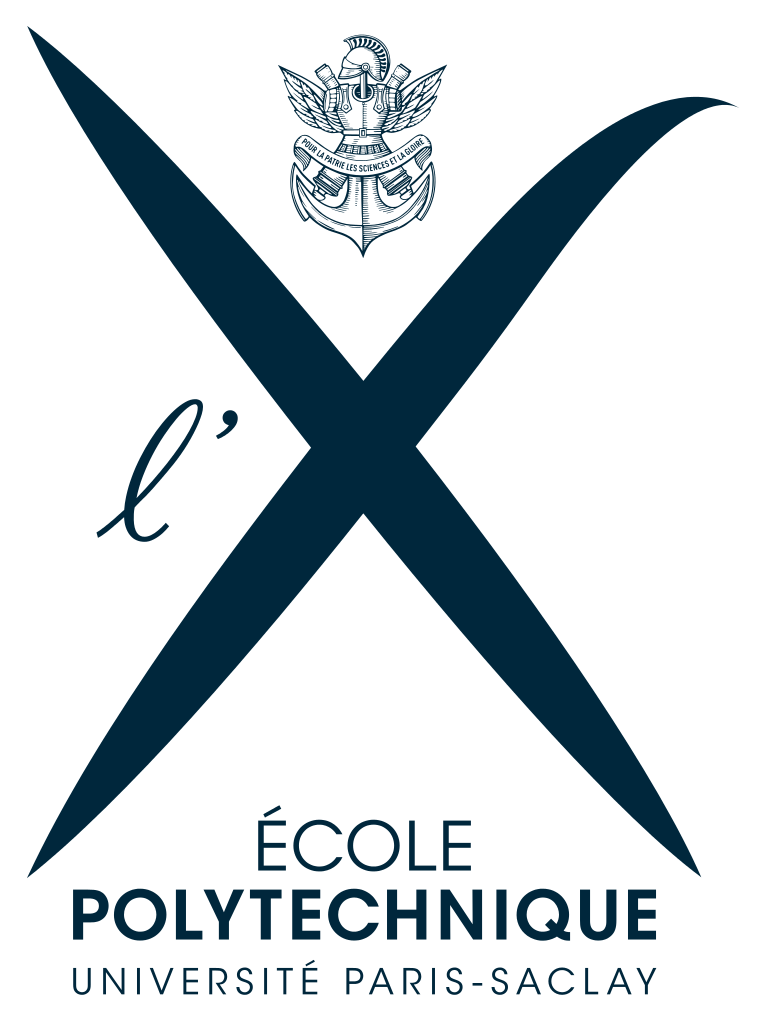 POUR LA PATRIE LES SCIENCES ET LA GLOIRE
l'X
ÉCOLE
POLYTECHNIQUE
UNIVERSITÉ PARIS-SACLAY